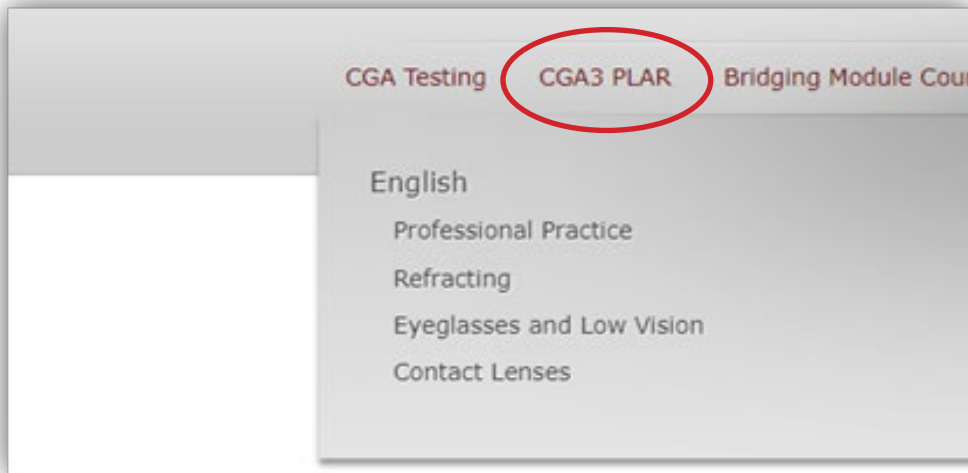 CGA Testing CGA3 PLAR Bridging Module
English
Professional Practice
Refracting
Eyeglasses and Low Vision
Contact Lenses